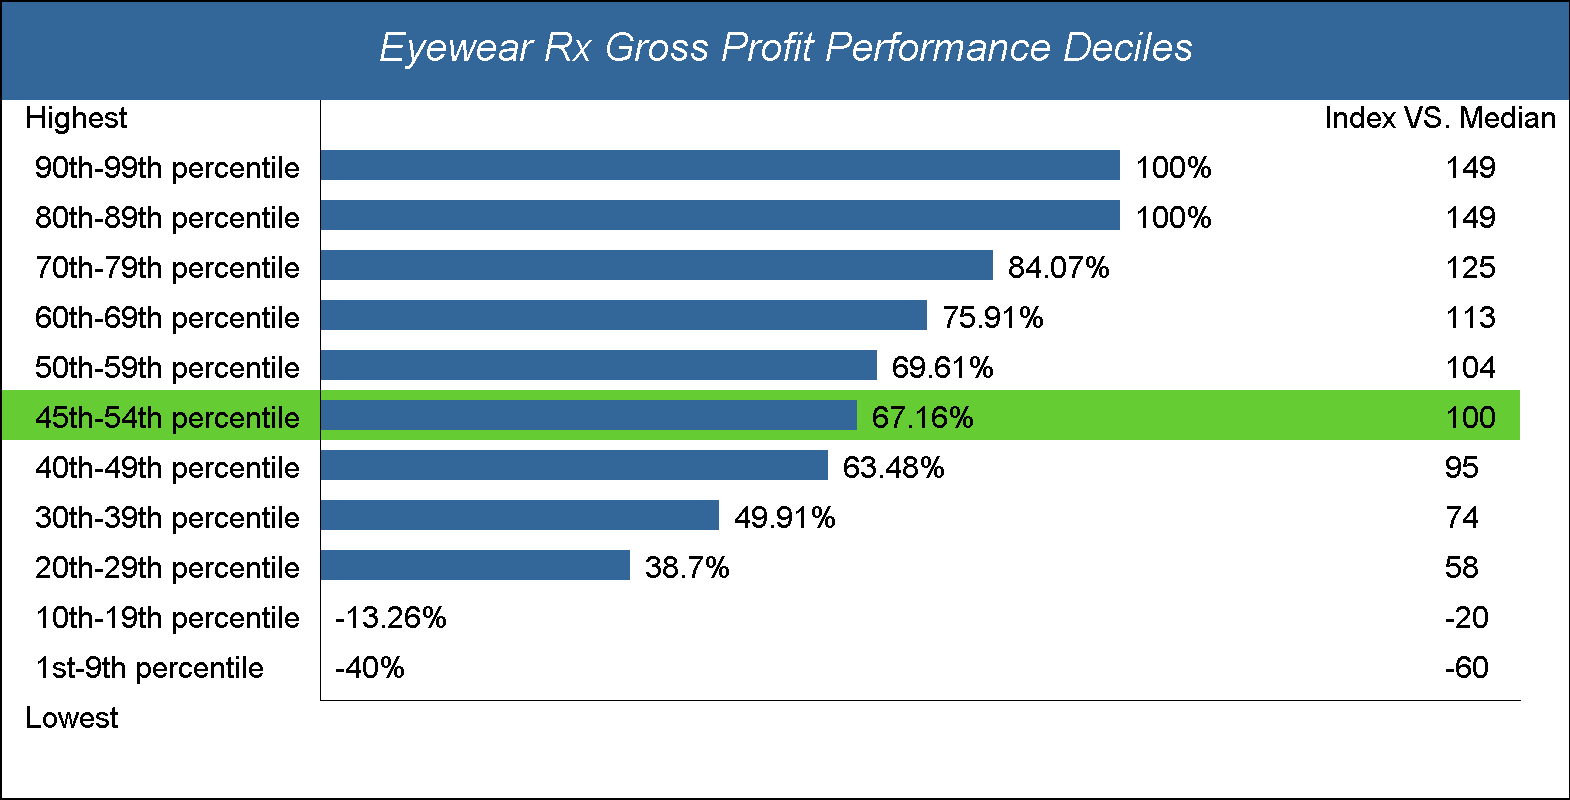 Eyewear Rx Gross Profit Performance Deciles
Highest Index VS. Median
90th-99th percentile 100% 149
80th-89th percentile 100% 149
70th-79th percentile 84.07% 125
60th-69th percentile 75.91% 113
50th-59th percentile 69.61% 104
45th-54th percentile 67.16% 100
40th-49th percentile 63.48% 95
30th-39th percentile 49.91% 74
20th-29th percentile 38.7% 58
10th-19th percentile -13.26% -20
1st-9th percentile -40% -60
Lowest